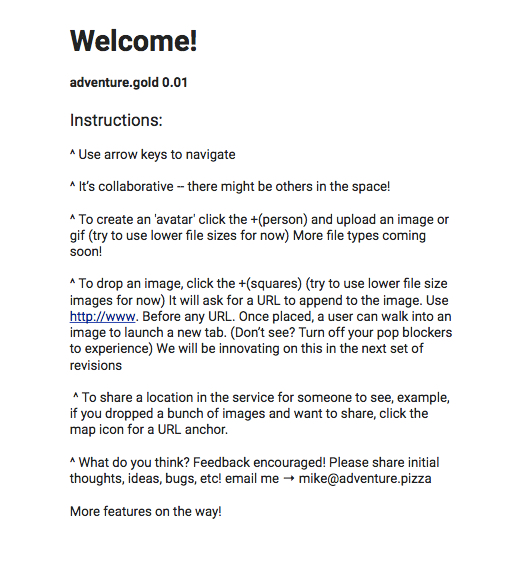 Welcome!
adventure.gold 0.01
Instructions:
^ Use arrow keys to navigate
^ It’s collaborative -- there might be others in the space!
^ To create an 'avatar' click the +(person) and upload an image or
gif (try to use lower file sizes for now) More file types coming
soon!
^ To drop an image, click the +(squares) (try to use lower file size
images for now) It will ask for a URL to append to the image. Use
http://www. Before any URL. Once placed, a user can walk into an
image to launch a new tab. (Don’t see? Turn off your pop blockers
to experience) We will be innovating on this in the next set of
revisions
^ To share a location in the service for someone to see, example,
if you dropped a bunch of images and want to share, click the
map icon for a URL anchor.
^ What do you think? Feedback encouraged! Please share initial
thoughts, ideas, bugs, etc! email me → mike@adventure.pizza
More features on the way!